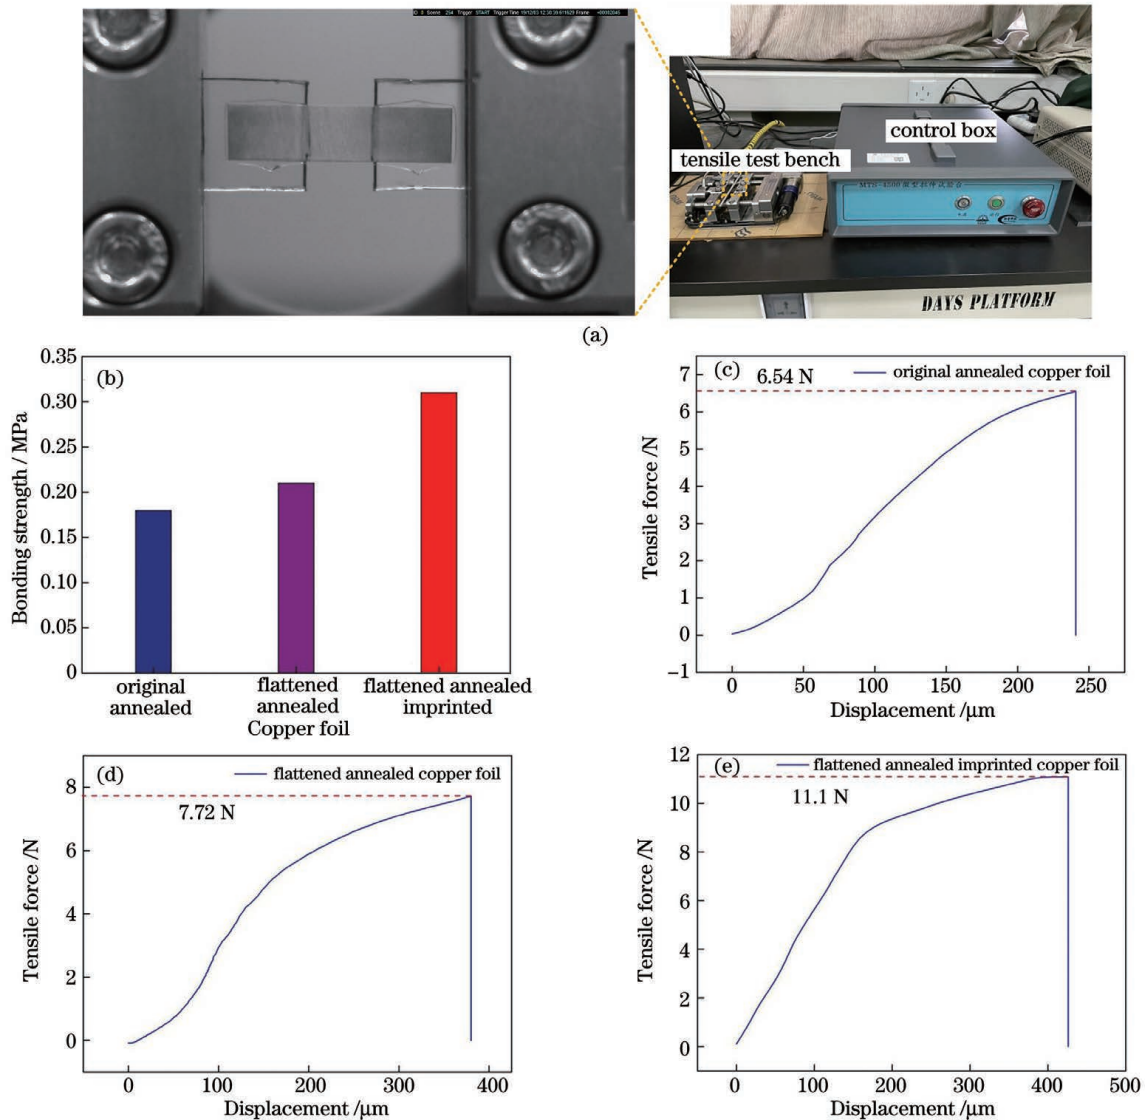 control box
tensile test bench
DAYS PLATFORM
(a)
(b)
Bonding strength / MPa
0.35
0.30
0.25
0.20
0.15
0.10
0.05
0
original
annealed
flattened
annealed
flattened annealed
imprinted
Copper foil
(c)
original annealed copper foil
6.54 N
Tensile force /N
7
6
5
4
3
2
1
0
−1
0 50 100 150 200 250
Displacement /μm
(d)
flattened annealed copper foil
7.72 N
Tensile force /N
8
6
4
2
0
0 100 200 300 400
Displacement /μm
(e)
flattened annealed imprinted copper foil
11.1 N
Tensile force /N
12
10
8
6
4
2
0
0 100 200 300 400 500
Displacement /μm